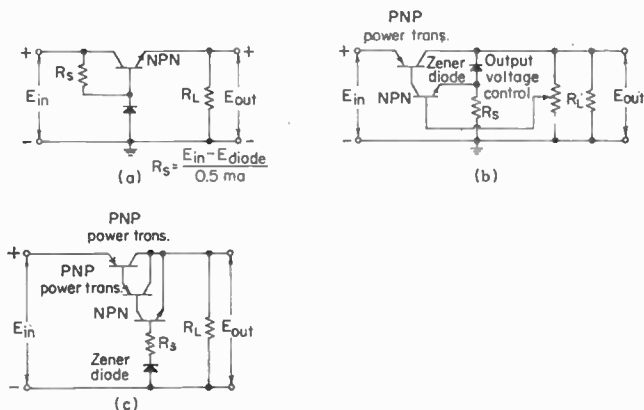 +
NPN
+
Rs
Ein
RL
Eout
-
-
(a)
Rs = Ein − Ediode
0.5 ma
PNP
power trans.
+
Zener
diode
Output
voltage
control
+
NPN
Ein
Rs
RL
Eout
-
-
(b)
PNP
power trans.
+
PNP
power trans.
NPN
+
Ein
Rs
RL
Eout
Zener
diode
-
-
(c)